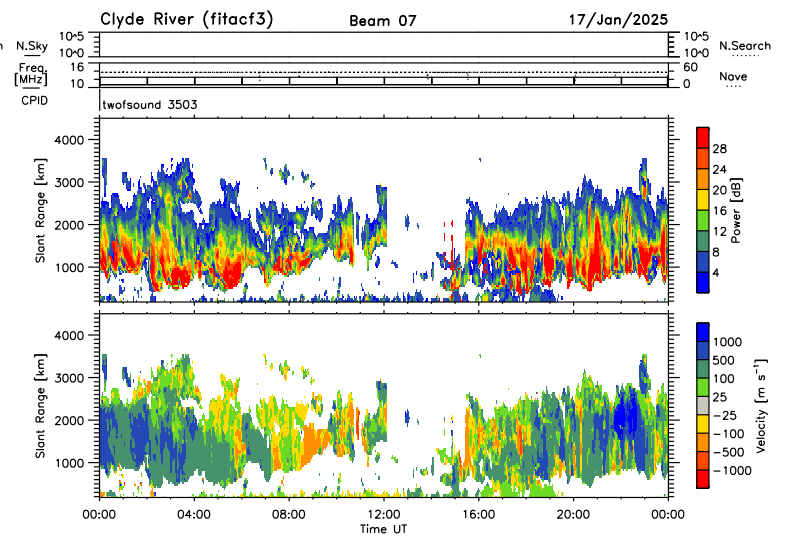 Clyde River (fitacf3) Beam 07 17/Jan/2025
N.Sky 10^5 10^5 N.Search
10^0 10^0
Freq. 16 60
[MHz] 10 0 Nave
CPID twofsound 3503
4000
3000
2000
1000
Slant Range [km]
28
24
20
16
12
8
4
Power [dB]
4000
3000
2000
1000
Slant Range [km]
1000
500
100
25
-25
-100
-500
-1000
Velocity [m s⁻¹]
00:00 04:00 08:00 12:00 16:00 20:00 00:00
Time UT